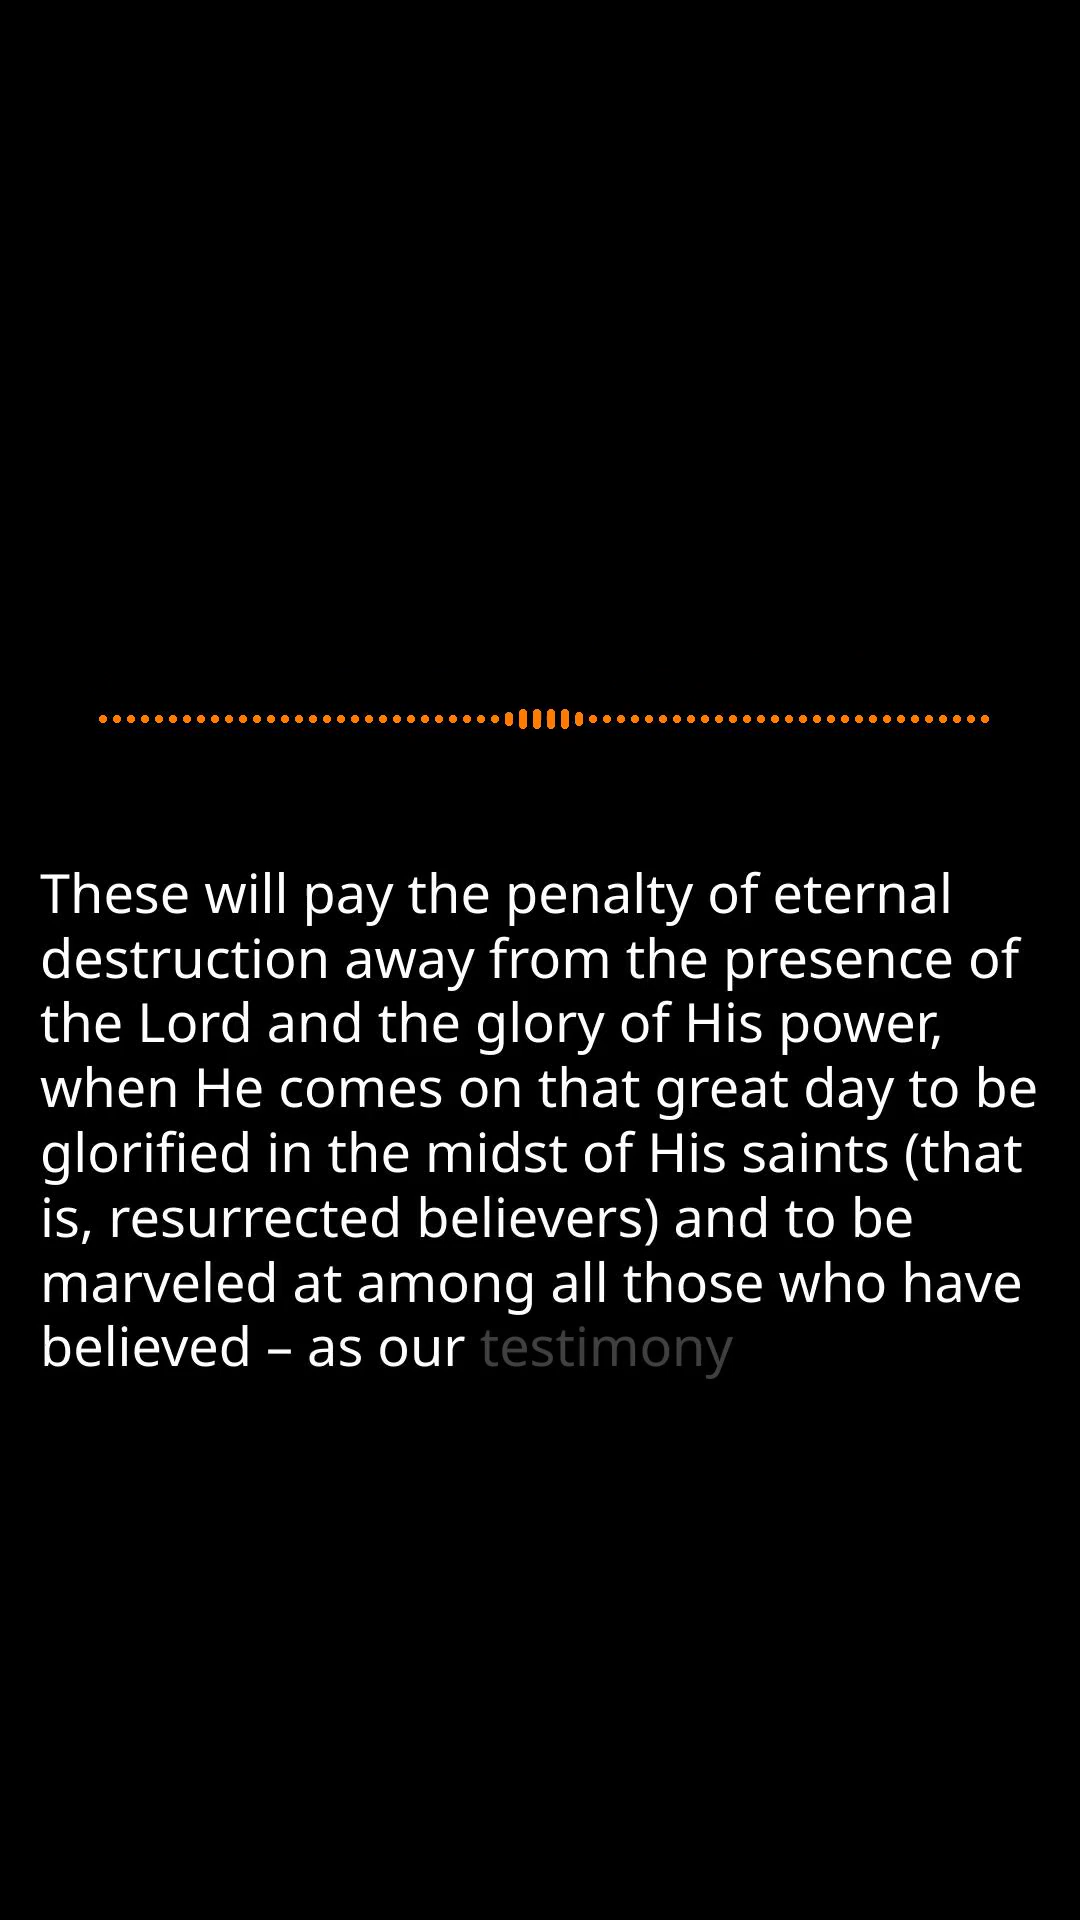 These will pay the penalty of eternal
destruction away from the presence of
the Lord and the glory of His power,
when He comes on that great day to be
glorified in the midst of His saints (that
is, resurrected believers) and to be
marveled at among all those who have
believed – as our testimony